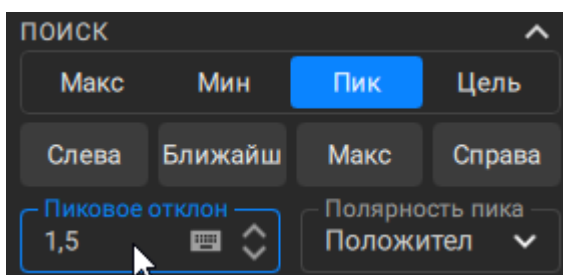 ПОИСК
Макс Мин Пик Цель
Слева Ближайш Макс Справа
Пиковое отклон Полярность пика
1,5 Положител